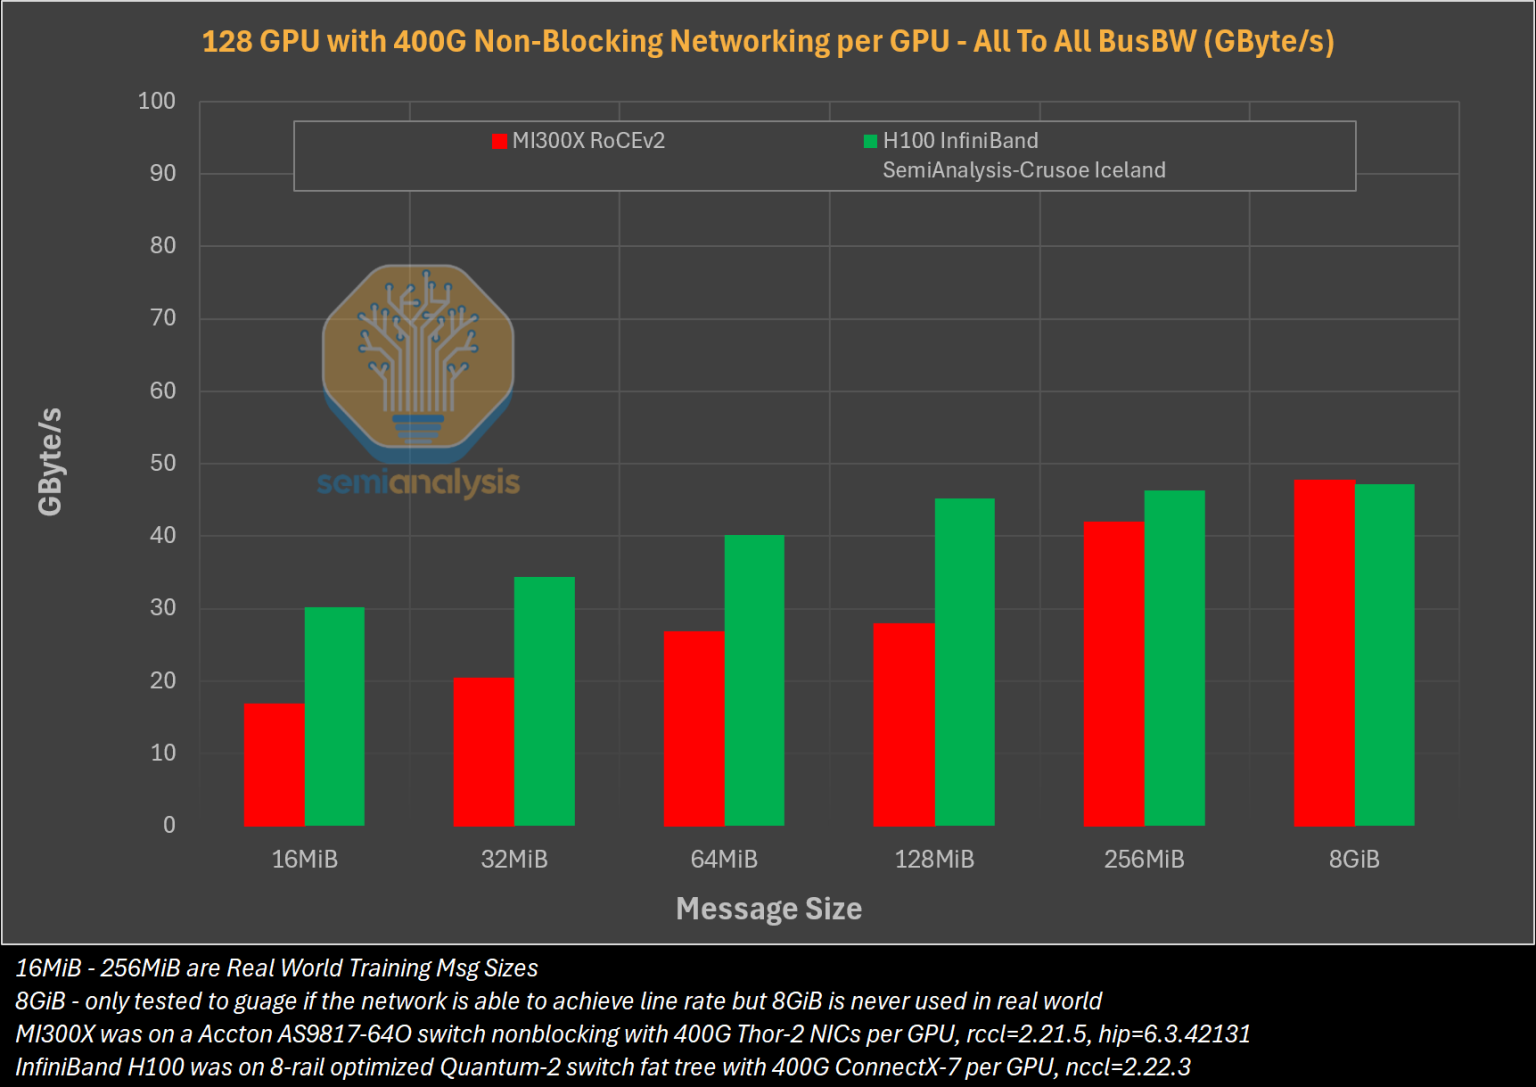 128 GPU with 400G Non-Blocking Networking per GPU - All To All BusBW (GByte/s)
100
MI300X RoCEv2
H100 InfiniBand
SemiAnalysis-Crusoe Iceland
90
80
70
60
50
40
30
20
10
0
GByte/s
semianalysis
16MiB
32MiB
64MiB
128MiB
256MiB
8GiB
Message Size
16MiB - 256MiB are Real World Training Msg Sizes
8GiB - only tested to guage if the network is able to achieve line rate but 8GiB is never used in real world
MI300X was on a Accton AS9817-64O switch nonblocking with 400G Thor-2 NICs per GPU, rccl=2.21.5, hip=6.3.42131
InfiniBand H100 was on 8-rail optimized Quantum-2 switch fat tree with 400G ConnectX-7 per GPU, nccl=2.22.3